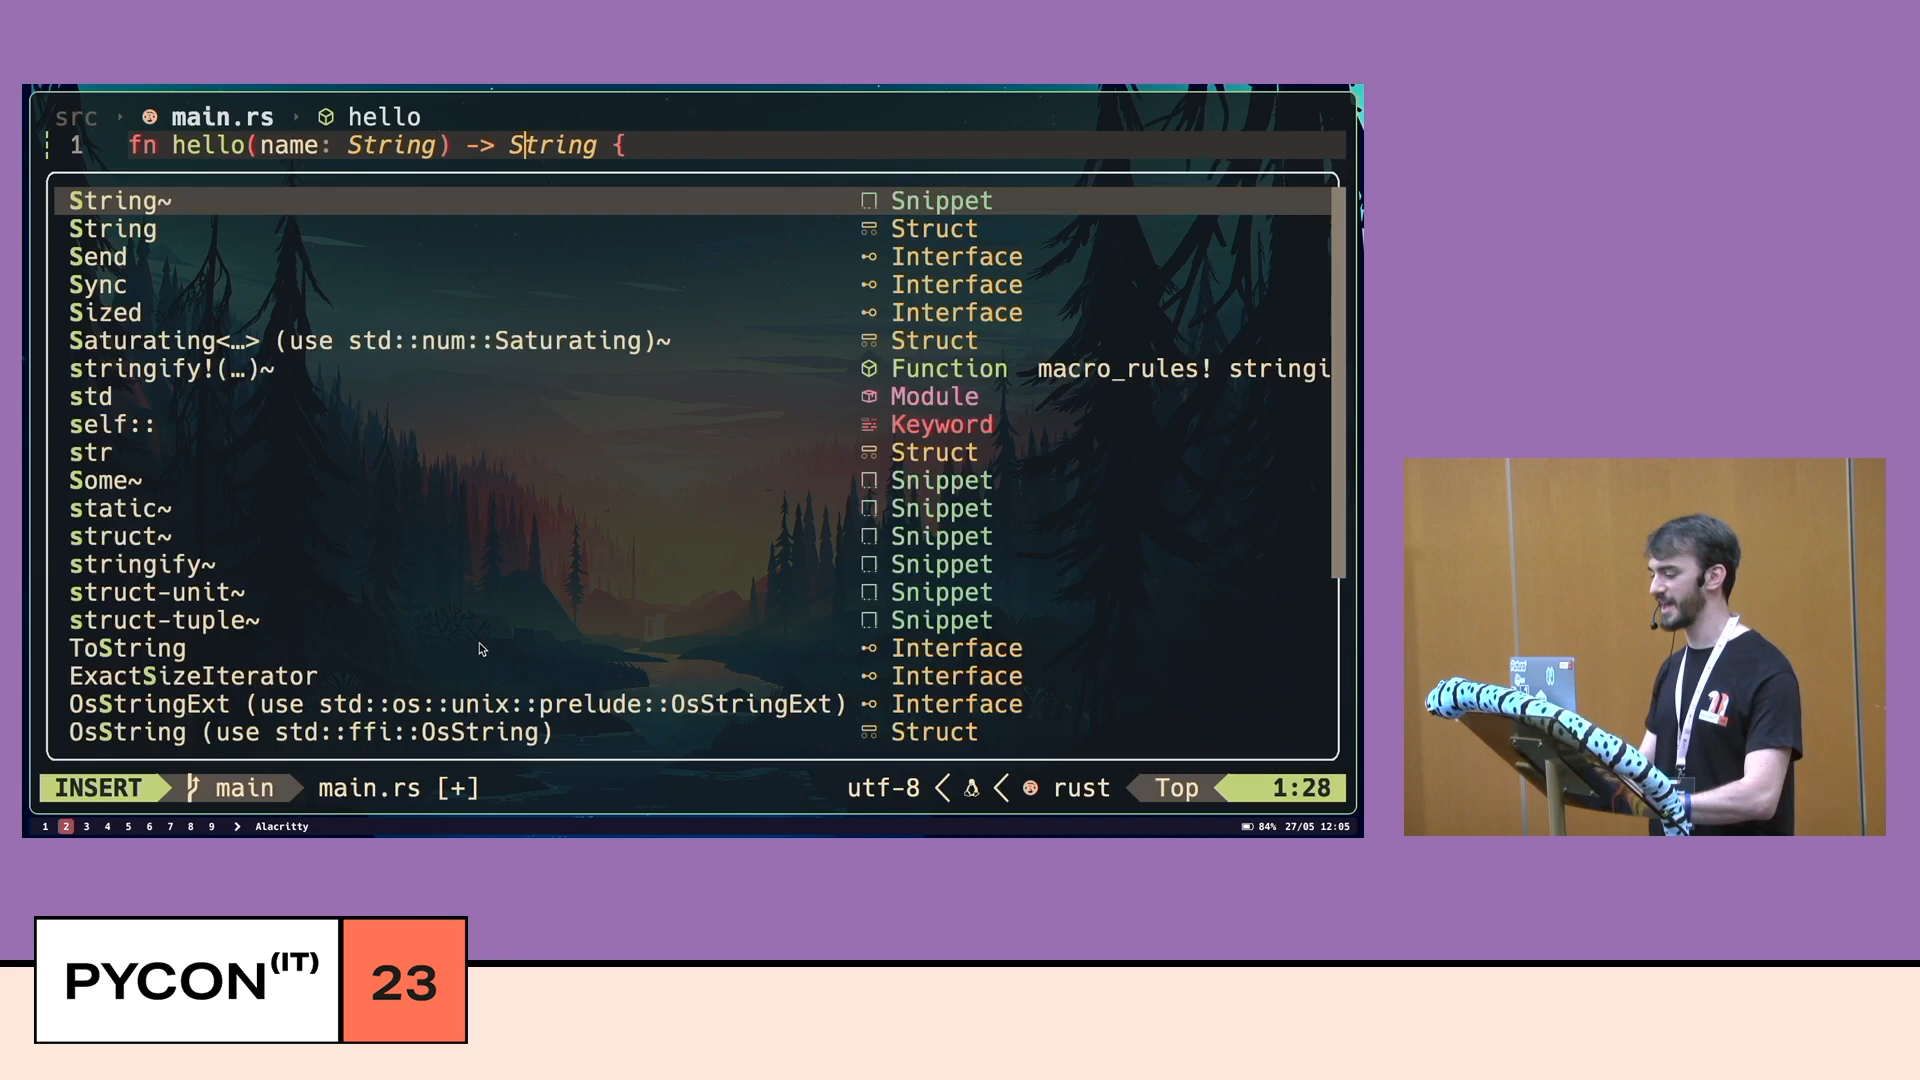 src › main.rs › hello
1 fn hello(name: String) -> String {
String~ Snippet
String Struct
Send Interface
Sync Interface
Sized Interface
Saturating<…> (use std::num::Saturating)~ Struct
stringify!(…)~ Function macro_rules! stringi
std Module
self:: Keyword
str Struct
Some~ Snippet
static~ Snippet
struct~ Snippet
stringify~ Snippet
struct-unit~ Snippet
struct-tuple~ Snippet
ToString Interface
ExactSizeIterator Interface
OsStringExt (use std::os::unix::prelude::OsStringExt) Interface
OsString (use std::ffi::OsString) Struct
INSERT main main.rs [+] utf-8 < < rust Top 1:28
1 2 3 4 5 6 7 8 9 > Alacritty 84% 27/05 12:05
PYCON(IT) 23